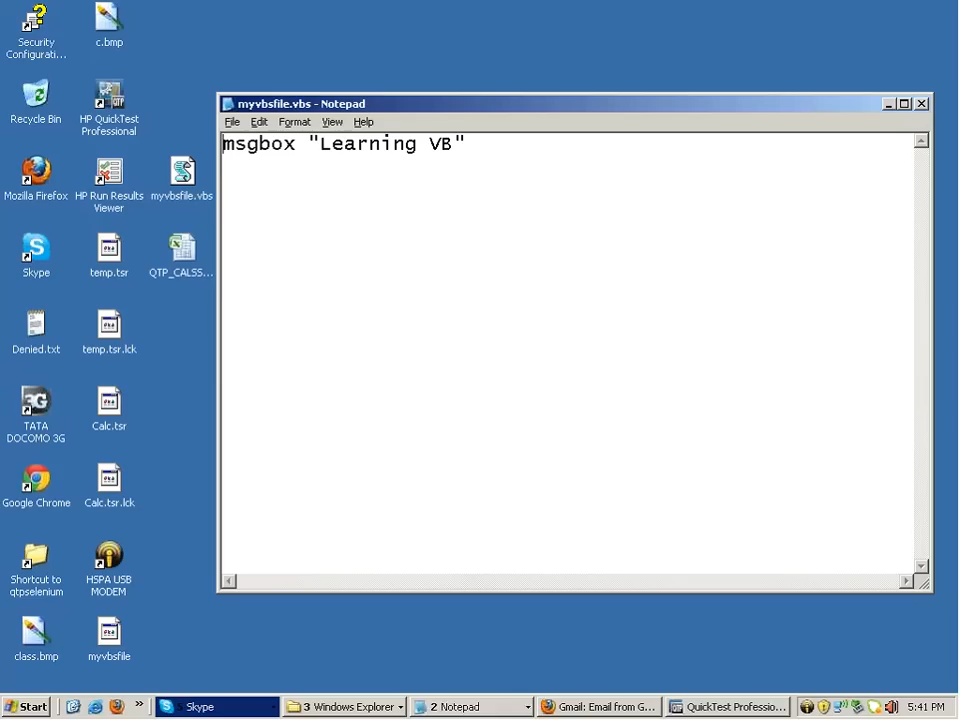 Security
Configurati...
c.bmp
Recycle Bin
HP QuickTest
Professional
Mozilla Firefox
HP Run Results
Viewer
myvbsfile.vbs
Skype
temp.tsr
QTP_CALSS...
Denied.txt
temp.tsr.lck
3G
TATA
DOCOMO 3G
Calc.tsr
Google Chrome
Calc.tsr.lck
Shortcut to
qtpselenium
HSPA USB
MODEM
class.bmp
myvbsfile
myvbsfile.vbs - Notepad
File Edit Format View Help
msgbox "Learning VB"
Start
»
Skype
3 Windows Explorer
2 Notepad
Gmail: Email from G...
QuickTest Professio...
5:41 PM